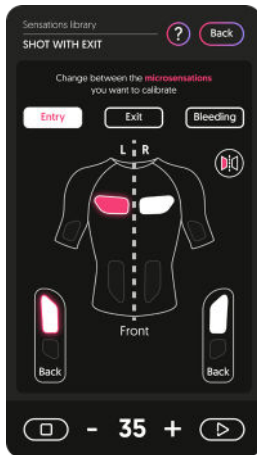 Sensations library
SHOT WITH EXIT
?
Back
Change between the microsensations
you want to calibrate
Entry
Exit
Bleeding
L R
Front
Back
Back
- 35 +